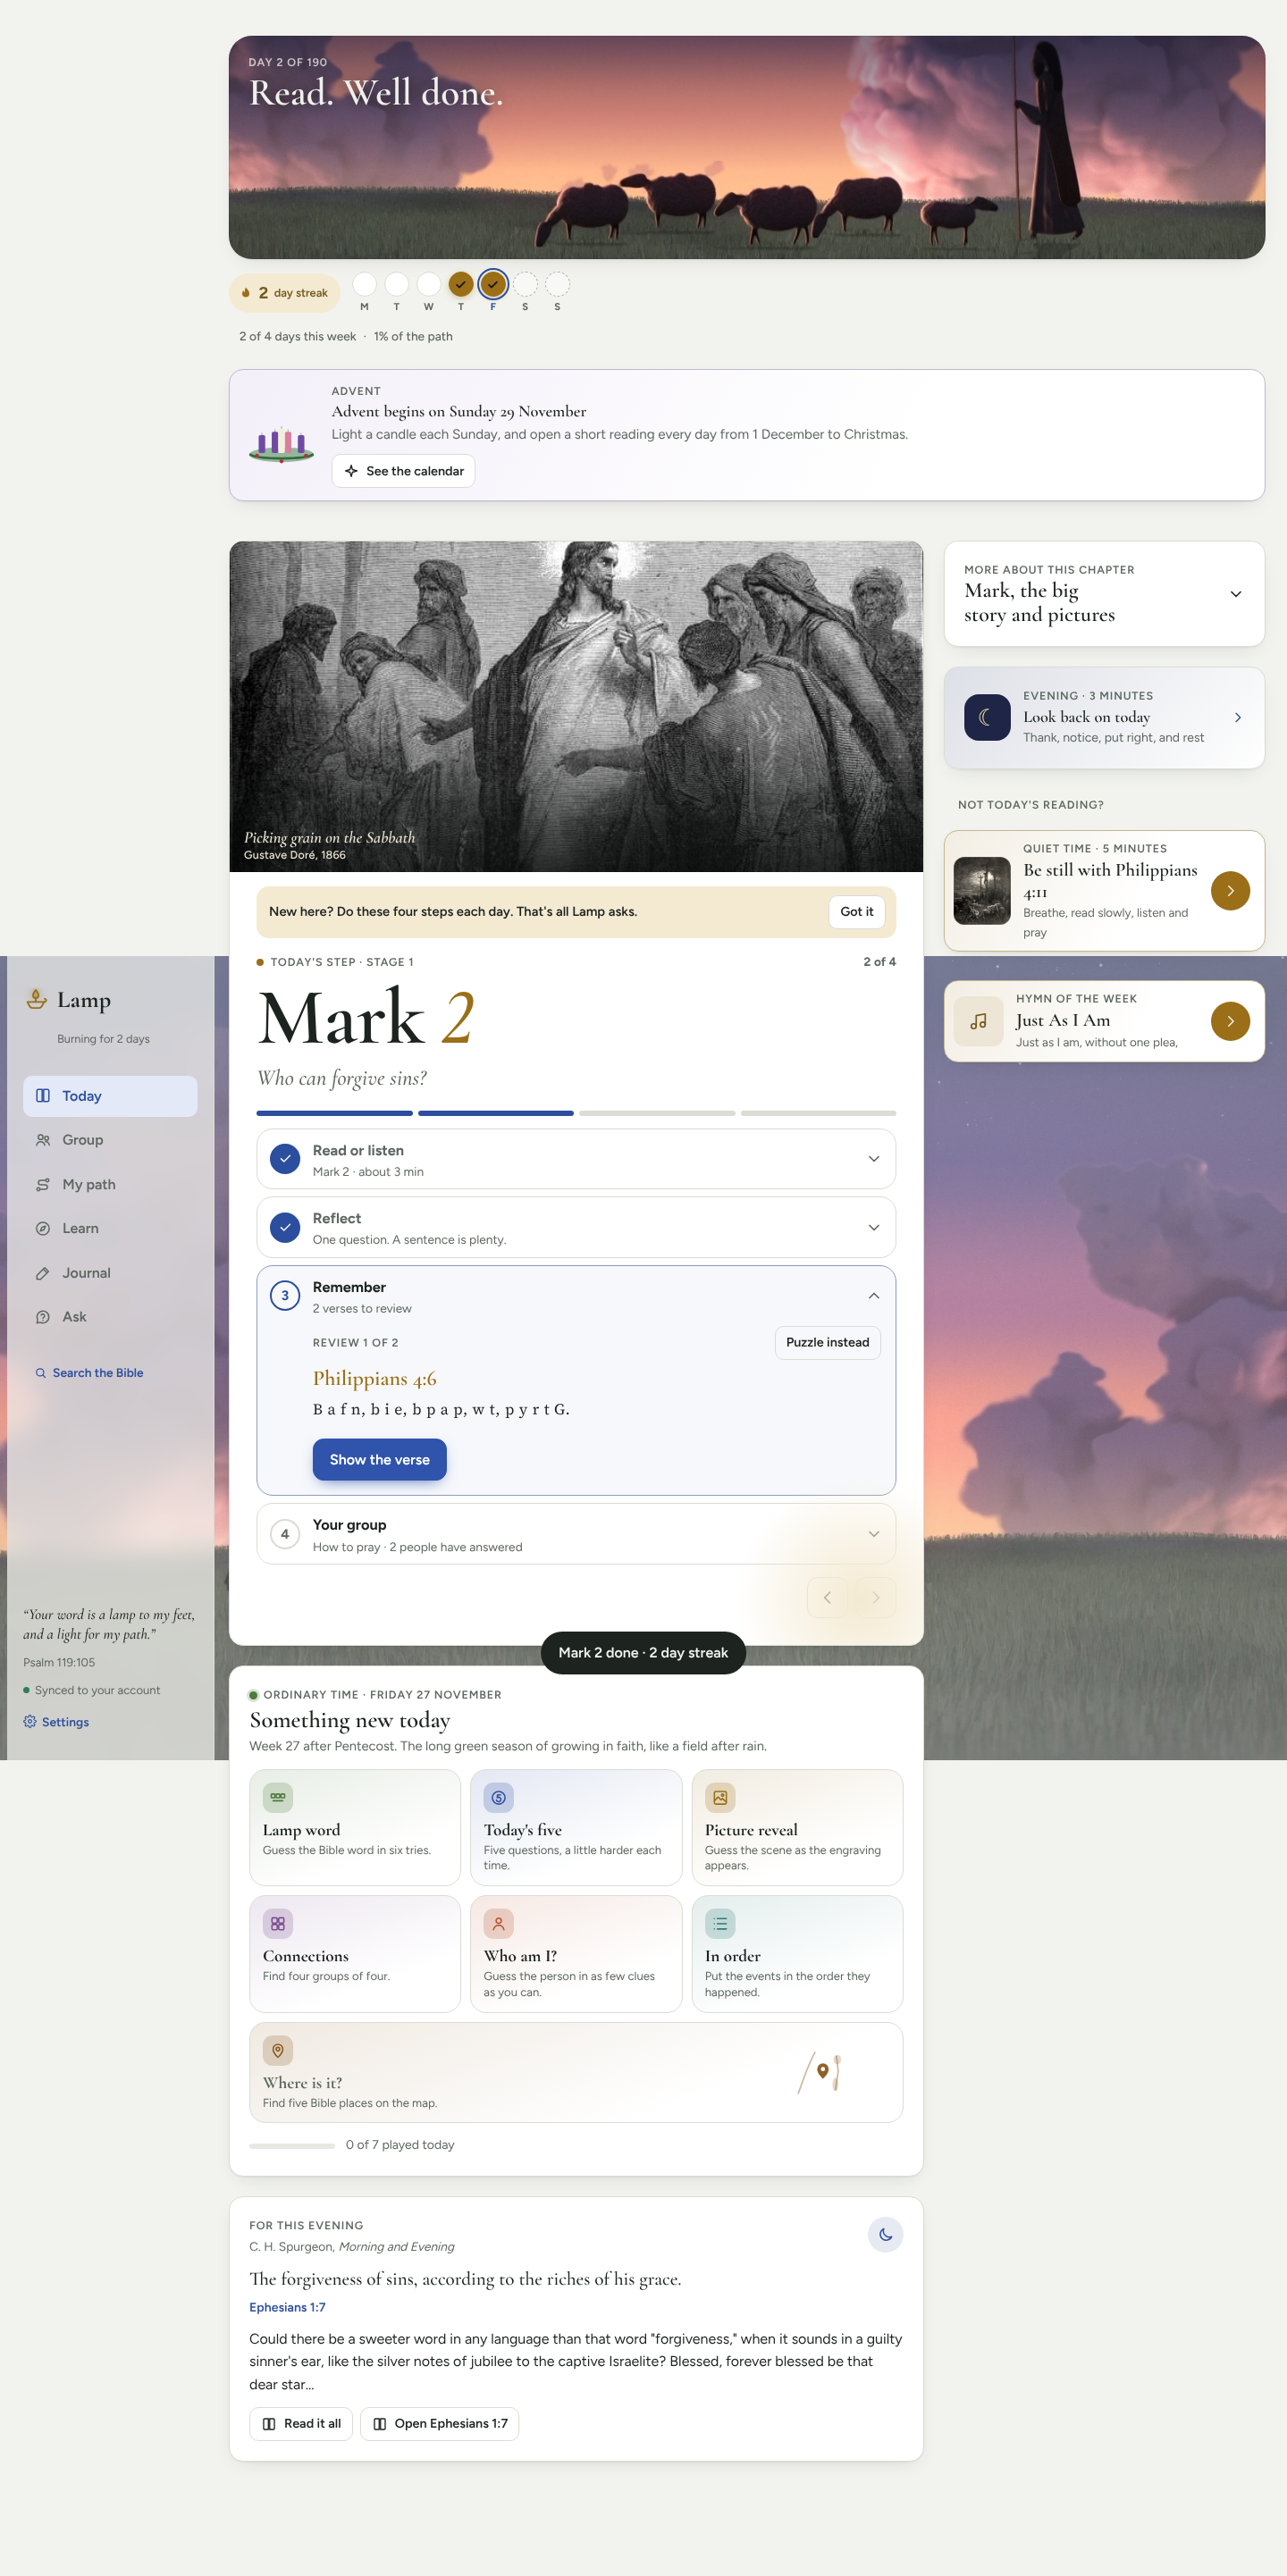 DAY 2 OF 190
Read. Well done.
2 day streak
M T W T F S S
2 of 4 days this week · 1% of the path
ADVENT
Advent begins on Sunday 29 November
Light a candle each Sunday, and open a short reading every day from 1 December to Christmas.
See the calendar
Picking grain on the Sabbath
Gustave Doré, 1866
New here? Do these four steps each day. That's all Lamp asks.
Got it
TODAY'S STEP · STAGE 1
2 of 4
Mark 2
Who can forgive sins?
Read or listen
Mark 2 · about 3 min
Reflect
One question. A sentence is plenty.
3
Remember
2 verses to review
REVIEW 1 OF 2
Puzzle instead
Philippians 4:6
B a f n, b i e, b p a p, w t, p y r t G.
Show the verse
4
Your group
How to pray · 2 people have answered
Mark 2 done · 2 day streak
MORE ABOUT THIS CHAPTER
Mark, the big
story and pictures
EVENING · 3 MINUTES
Look back on today
Thank, notice, put right, and rest
NOT TODAY'S READING?
QUIET TIME · 5 MINUTES
Be still with Philippians
4:11
Breathe, read slowly, listen and
pray
HYMN OF THE WEEK
Just As I Am
Just as I am, without one plea,
Lamp
Burning for 2 days
Today
Group
My path
Learn
Journal
Ask
Search the Bible
“Your word is a lamp to my feet,
and a light for my path.”
Psalm 119:105
Synced to your account
Settings
ORDINARY TIME · FRIDAY 27 NOVEMBER
Something new today
Week 27 after Pentecost. The long green season of growing in faith, like a field after rain.
Lamp word
Guess the Bible word in six tries.
5
Today's five
Five questions, a little harder each
time.
Picture reveal
Guess the scene as the engraving
appears.
Connections
Find four groups of four.
Who am I?
Guess the person in as few clues
as you can.
In order
Put the events in the order they
happened.
Where is it?
Find five Bible places on the map.
0 of 7 played today
FOR THIS EVENING
C. H. Spurgeon, Morning and Evening
The forgiveness of sins, according to the riches of his grace.
Ephesians 1:7
Could there be a sweeter word in any language than that word "forgiveness," when it sounds in a guilty
sinner's ear, like the silver notes of jubilee to the captive Israelite? Blessed, forever blessed be that
dear star...
Read it all
Open Ephesians 1:7